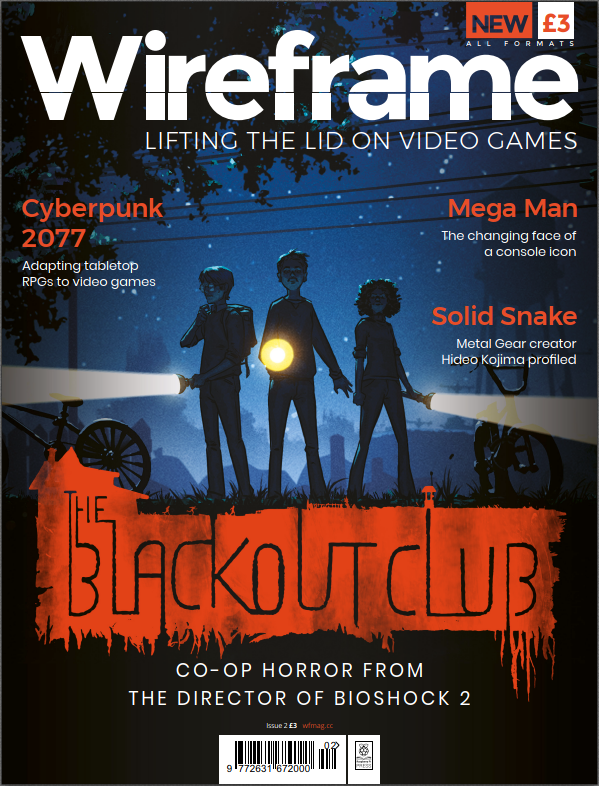 NEW £3
ALL FORMATS
Wireframe
LIFTING THE LID ON VIDEO GAMES
Cyberpunk
2077
Adapting tabletop
RPGs to video games
Mega Man
The changing face of
a console icon
Solid Snake
Metal Gear creator
Hideo Kojima profiled
THE
BLACKOUT CLUB
CO-OP HORROR FROM
THE DIRECTOR OF BIOSHOCK 2
Issue 2 £3 wfmag.cc
02
9 772631 672000